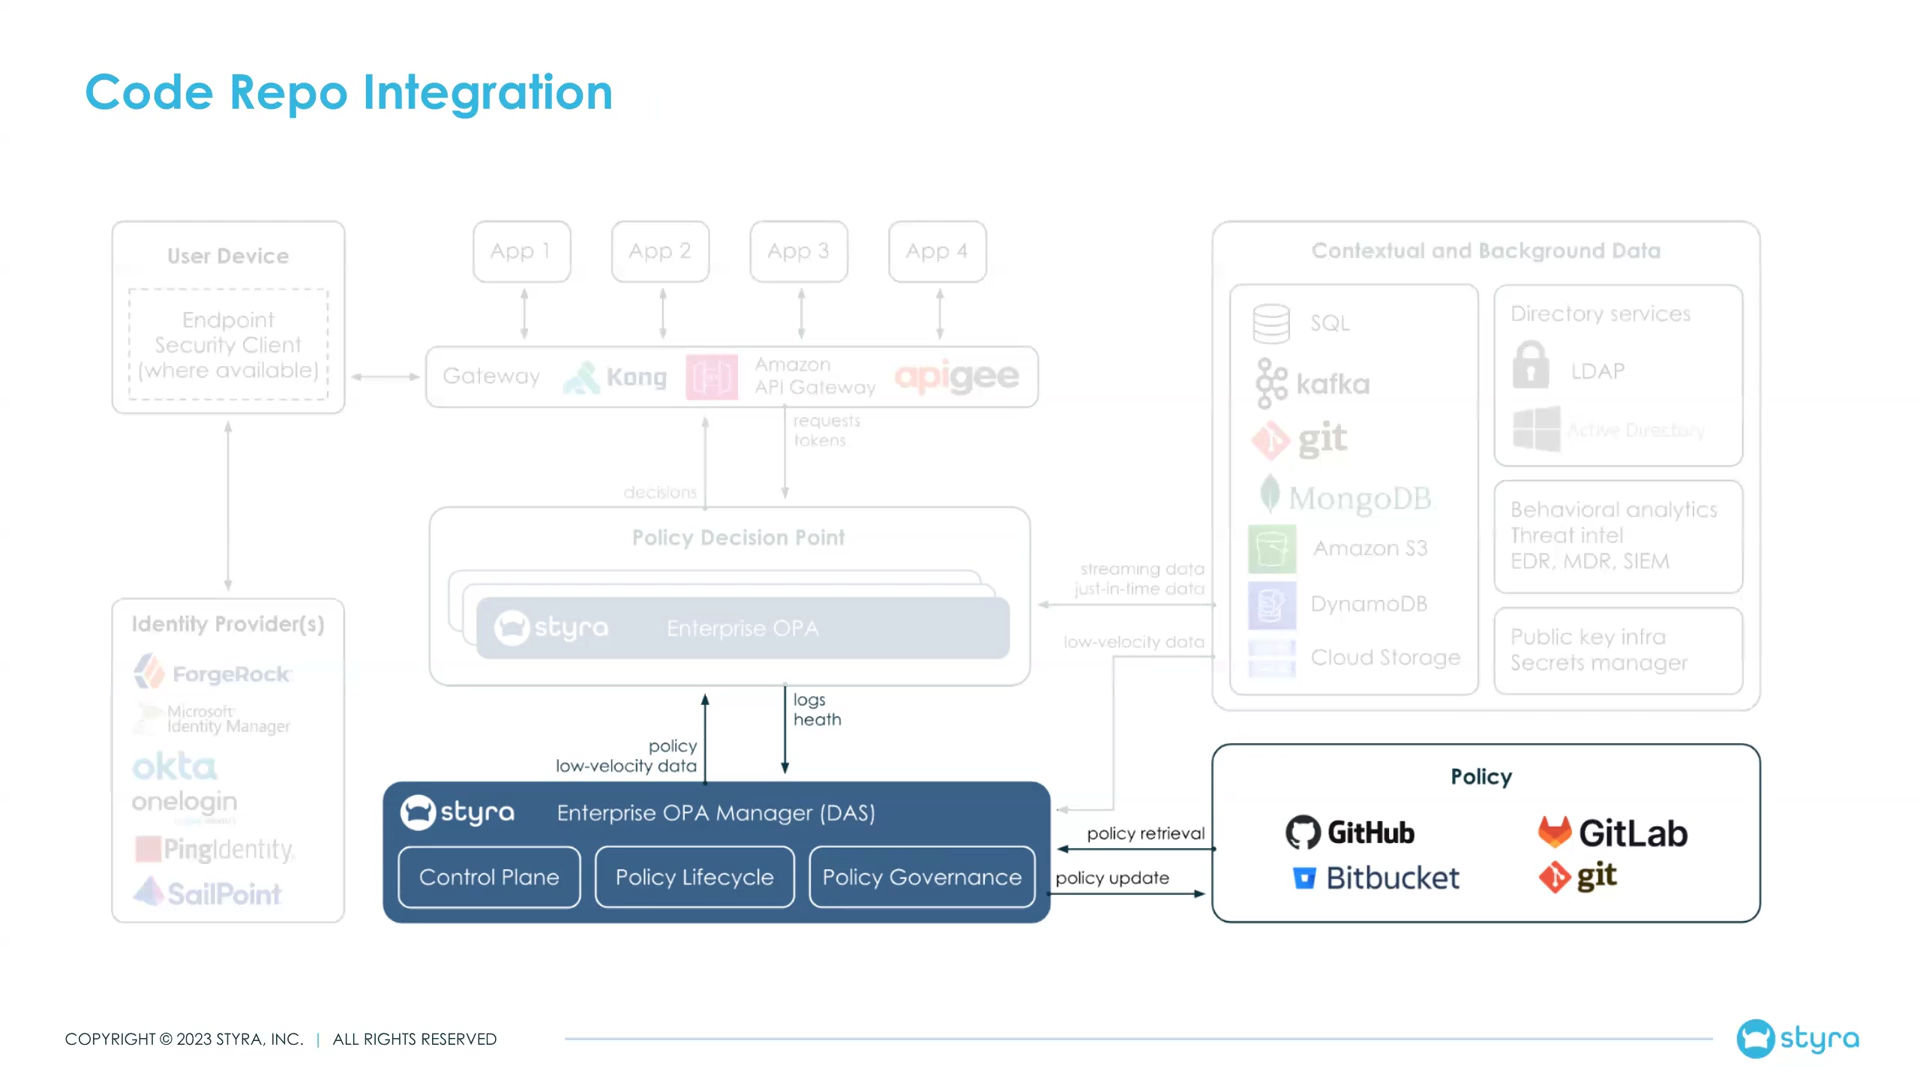 Code Repo Integration
User Device
Endpoint
Security Client
(where available)
App 1
App 2
App 3
App 4
Gateway
Kong
Amazon
API Gateway
apigee
requests
tokens
decisions
Policy Decision Point
styra
Enterprise OPA
Identity Provider(s)
ForgeRock
Microsoft
Identity Manager
okta
onelogin
PingIdentity
SailPoint
Contextual and Background Data
SQL
kafka
git
MongoDB
Amazon S3
DynamoDB
Cloud Storage
Directory services
LDAP
Active Directory
Behavioral analytics
Threat intel
EDR, MDR, SIEM
Public key infra
Secrets manager
streaming data
just-in-time data
low-velocity data
logs
heath
policy
low-velocity data
styra
Enterprise OPA Manager (DAS)
Control Plane
Policy Lifecycle
Policy Governance
policy retrieval
policy update
Policy
GitHub
GitLab
Bitbucket
git
COPYRIGHT © 2023 STYRA, INC. | ALL RIGHTS RESERVED
styra